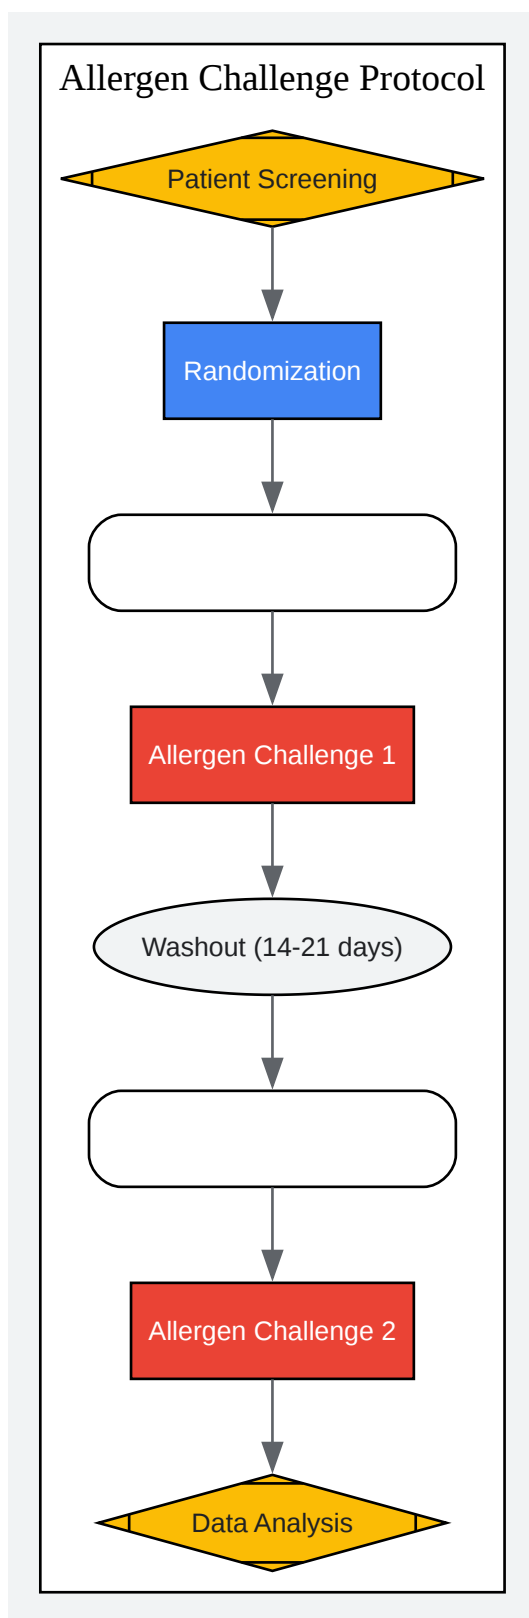 Allergen Challenge Protocol
Patient Screening
Randomization
Allergen Challenge 1
Washout (14-21 days)
Allergen Challenge 2
Data Analysis